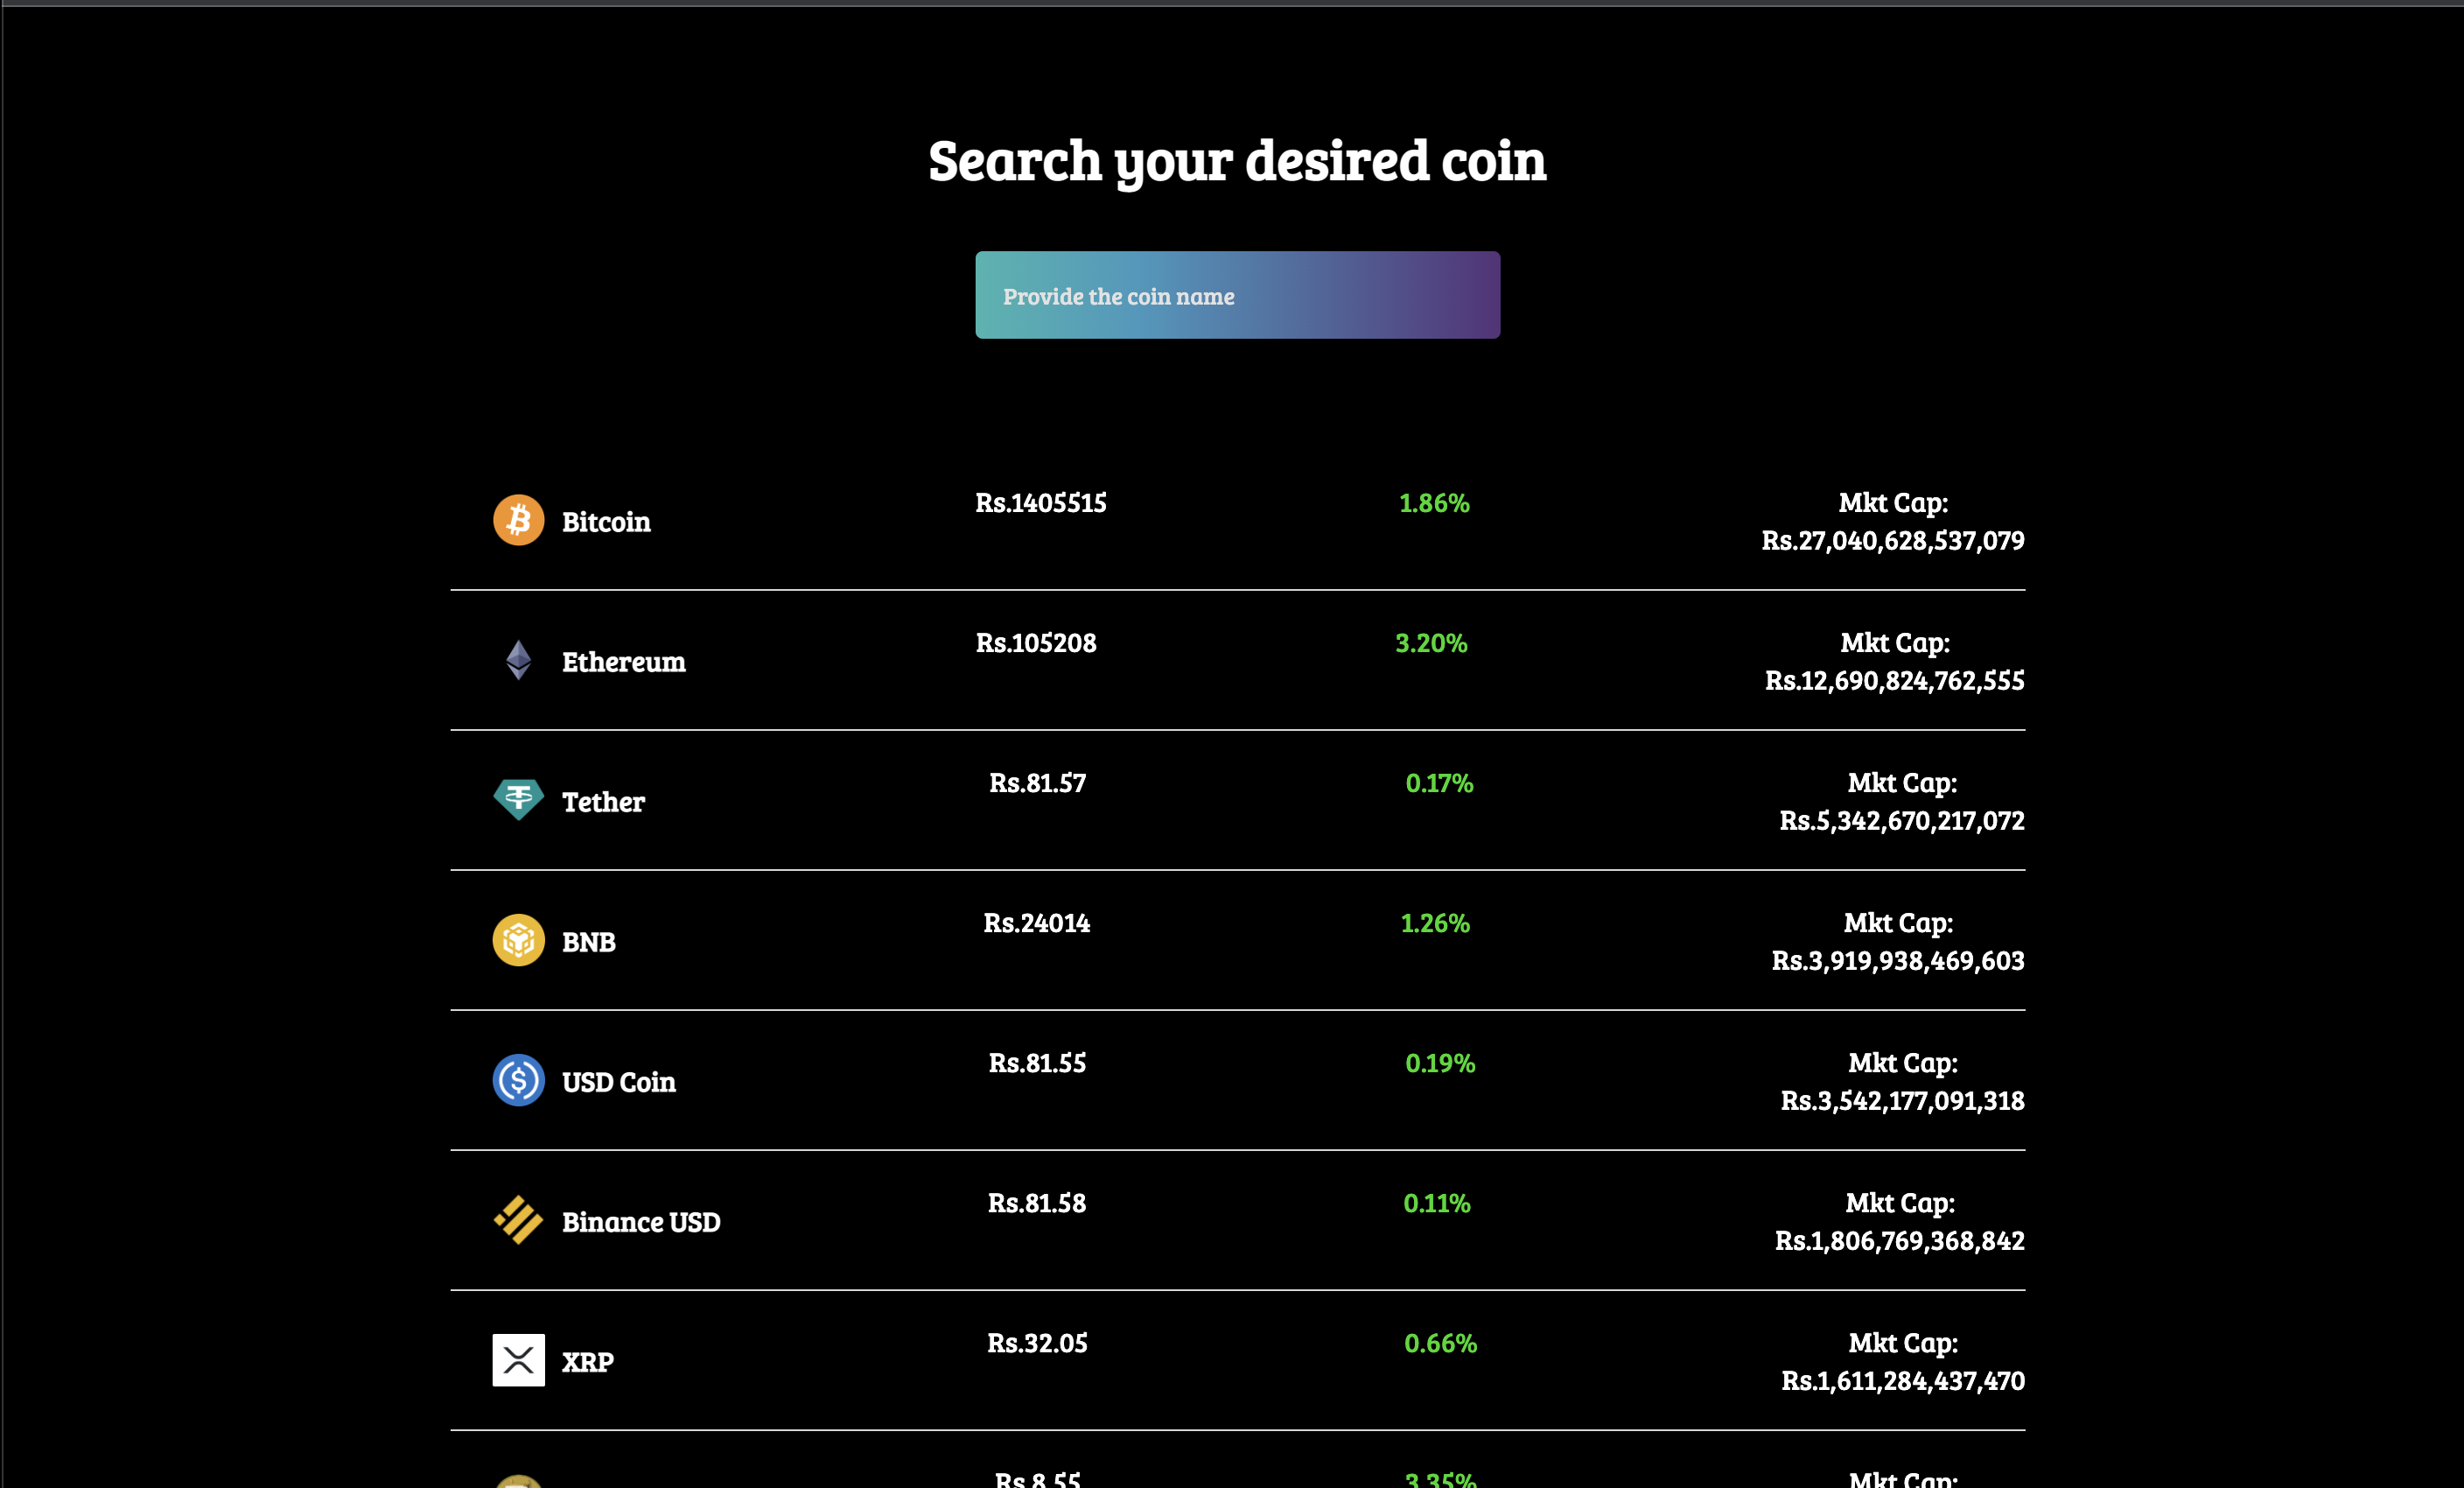 Search your desired coin
Provide the coin name
Bitcoin Rs.1405515 1.86% Mkt Cap:
Rs.27,040,628,537,079
Ethereum Rs.105208 3.20% Mkt Cap:
Rs.12,690,824,762,555
Tether Rs.81.57 0.17% Mkt Cap:
Rs.5,342,670,217,072
BNB Rs.24014 1.26% Mkt Cap:
Rs.3,919,938,469,603
USD Coin Rs.81.55 0.19% Mkt Cap:
Rs.3,542,177,091,318
Binance USD Rs.81.58 0.11% Mkt Cap:
Rs.1,806,769,368,842
XRP Rs.32.05 0.66% Mkt Cap:
Rs.1,611,284,437,470
Rs.8.55 3.35% Mkt Cap: